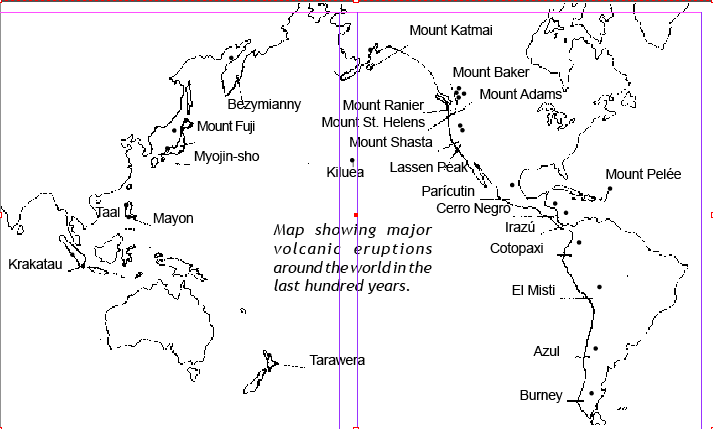 Mount Katmai
Mount Baker
Bezymianny
Mount Ranier
Mount Adams
Mount St. Helens
Mount Fuji
Mount Shasta
Myojin-sho
Lassen Peak
Kiluea
Mount Pelée
Parícutin
Cerro Negro
Taal
Mayon
Irazú
Map showing major
volcanic eruptions
around the world in the
last hundred years.
Cotopaxi
Krakatau
El Misti
Azul
Tarawera
Burney